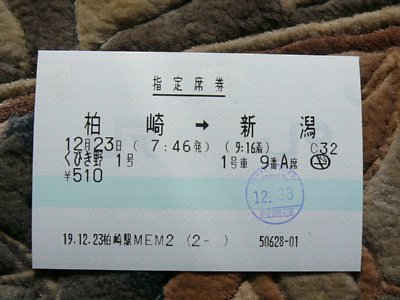 指定席券
柏崎 → 新潟
12月23日 ( 7:46発) ( 9:16着) C32
くびき野 1号 1号車 9番A席
￥510
12.23
19.12.23柏崎駅MEM2 (2- ) 50628-01